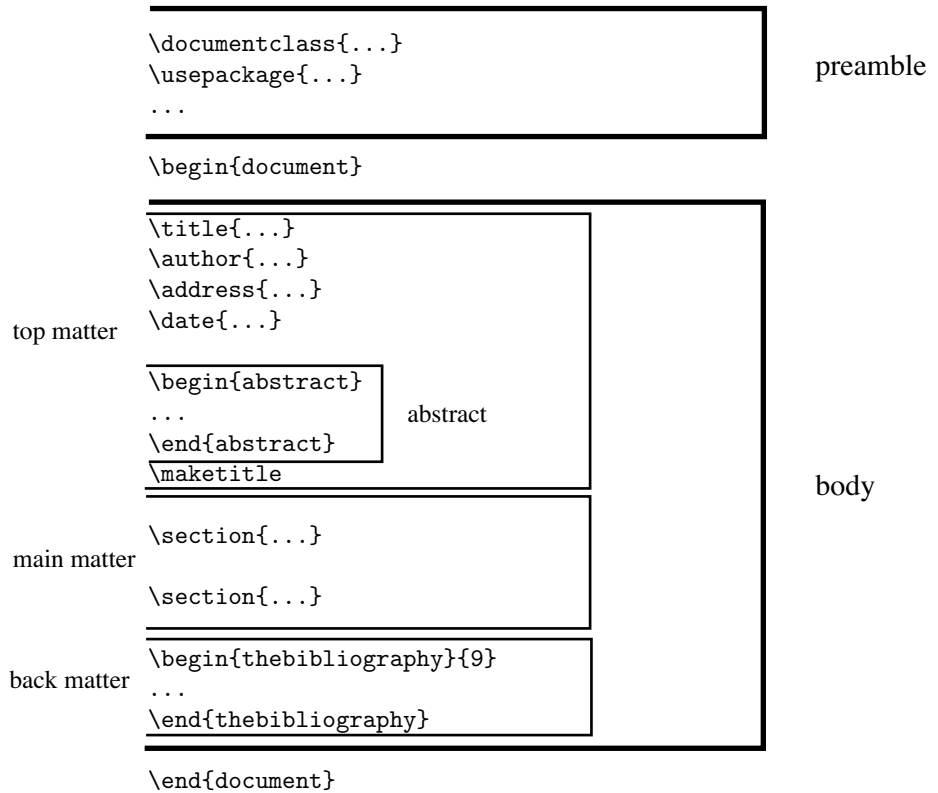 \documentclass{...}
\usepackage{...}
preamble
...
\begin{document}
\title{...}
\author{...}
\address{...}
\date{...}
top matter
\begin{abstract}
...
abstract
\end{abstract}
\maketitle
body
\section{...}
main matter
\section{...}
\begin{thebibliography}{9}
back matter
...
\end{thebibliography}
\end{document}